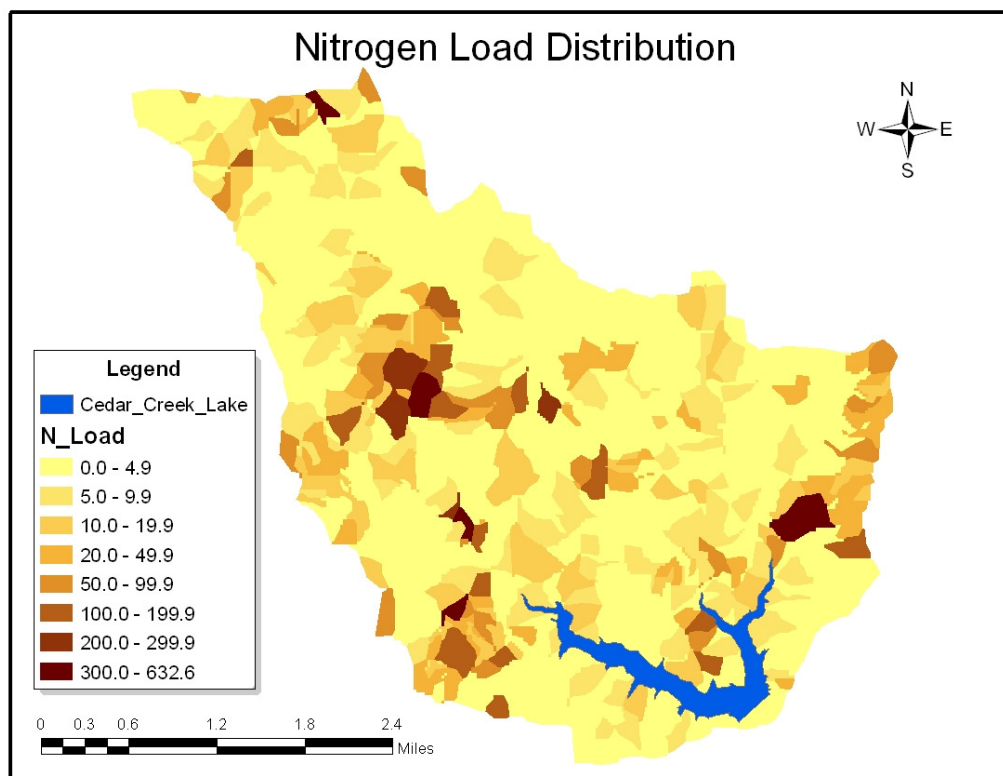 Nitrogen Load Distribution
N
W E
S
Legend
Cedar_Creek_Lake
N_Load
0.0 - 4.9
5.0 - 9.9
10.0 - 19.9
20.0 - 49.9
50.0 - 99.9
100.0 - 199.9
200.0 - 299.9
300.0 - 632.6
0 0.3 0.6 1.2 1.8 2.4
Miles